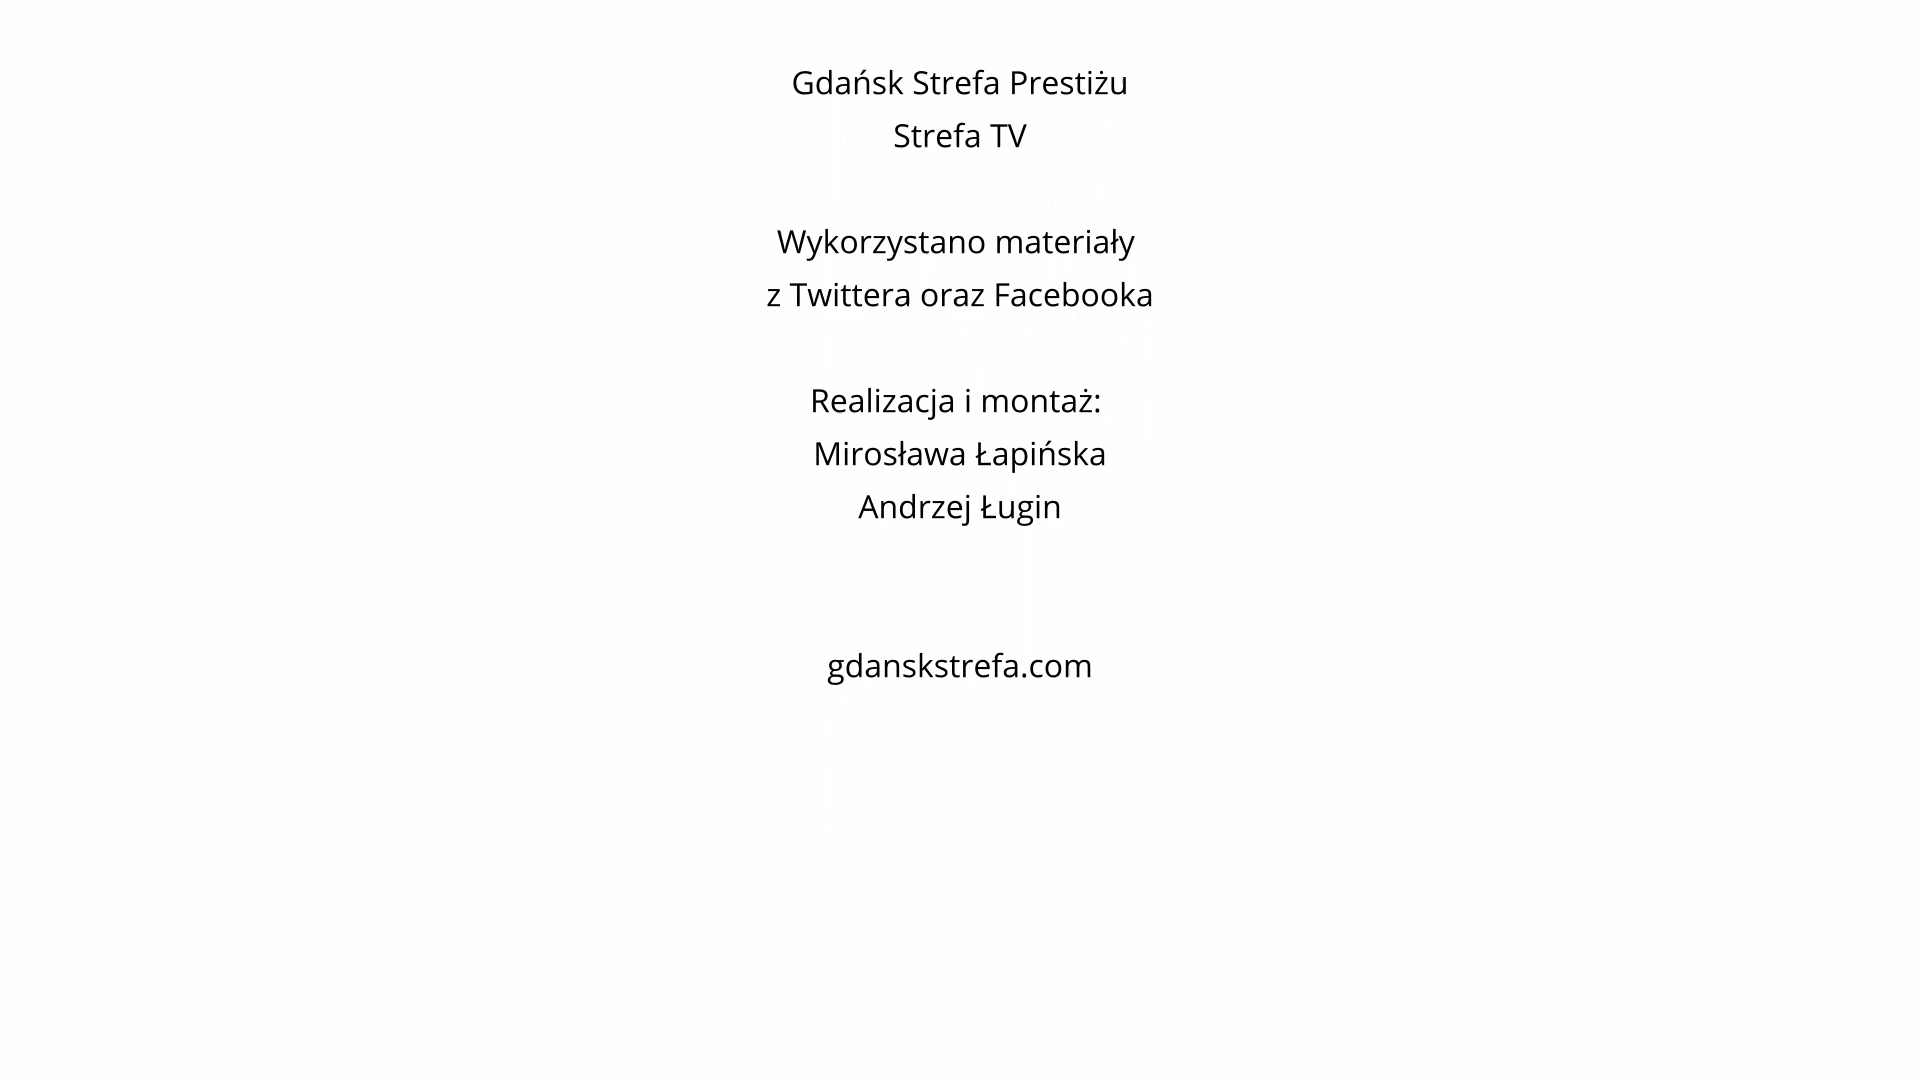 Gdańsk Strefa Prestiżu
Strefa TV
Wykorzystano materiały
z Twittera oraz Facebooka
Realizacja i montaż:
Mirosława Łapińska
Andrzej Ługin
gdanskstrefa.com